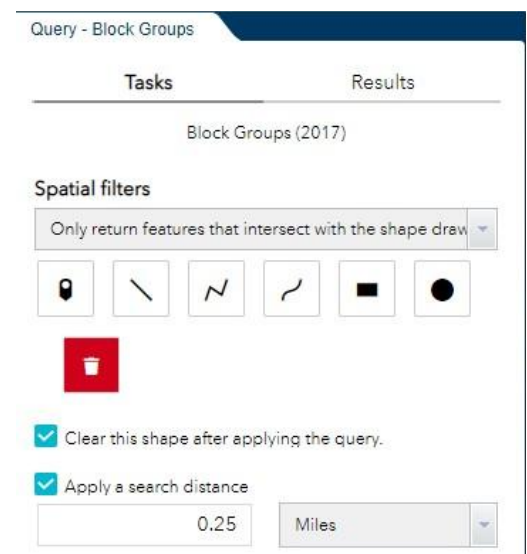 Query - Block Groups
Tasks Results
Block Groups (2017)
Spatial filters
Only return features that intersect with the shape draw
Clear this shape after applying the query.
Apply a search distance
0.25 Miles